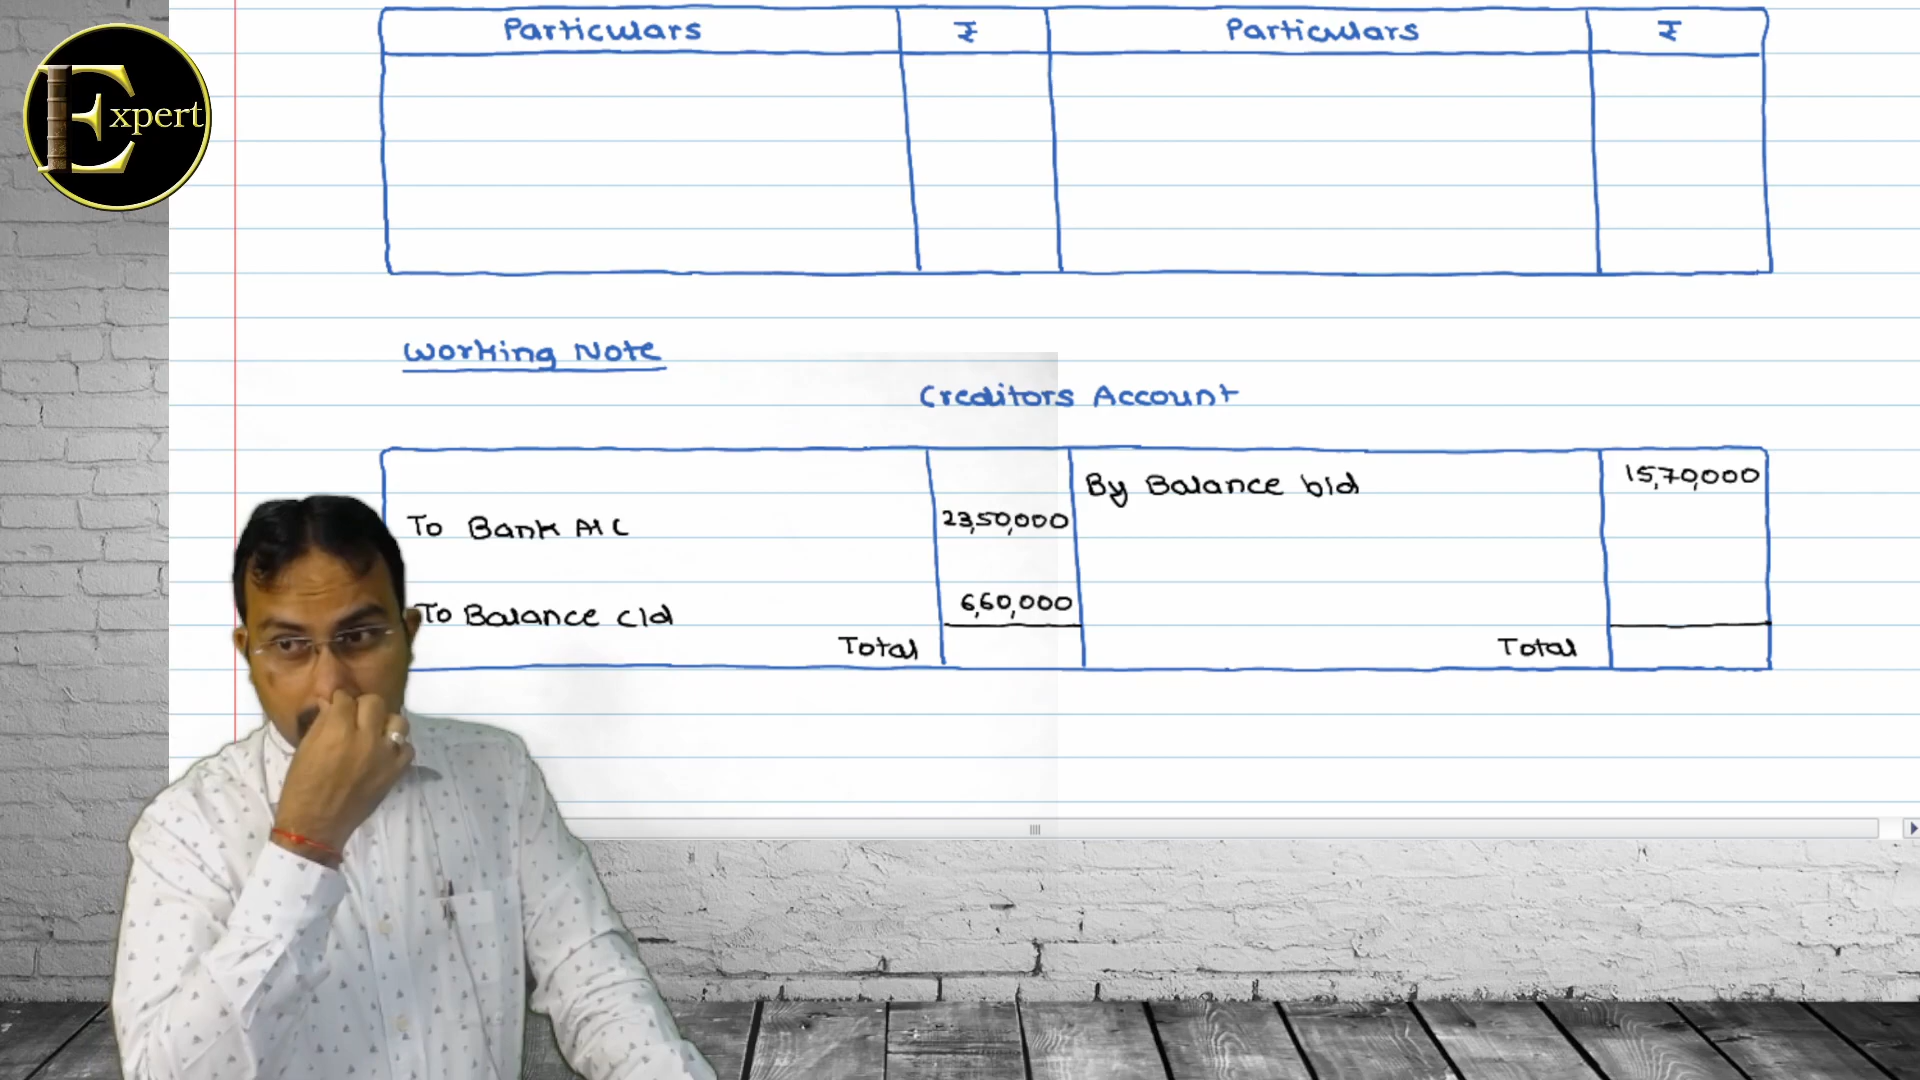 Expert
Particulars ₹ Particulars ₹
Working Note
Creditors Account
By Balance b/d 15,70,000
To Bank A/C 23,50,000
To Balance c/d 6,60,000
Total Total